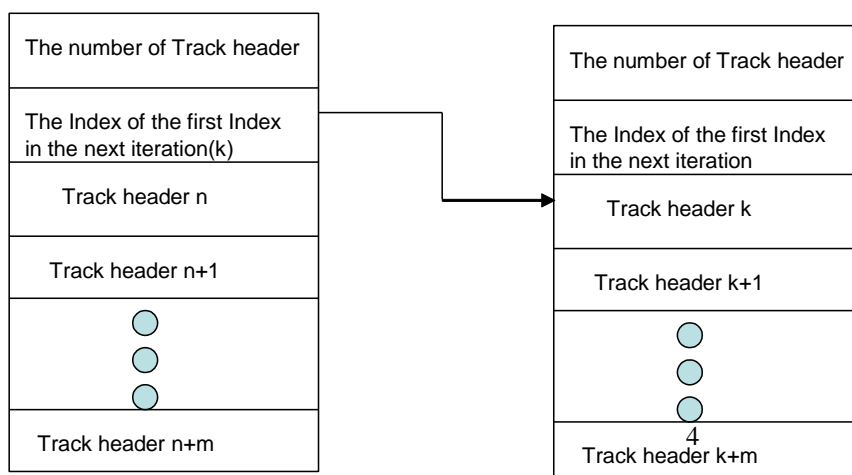 The number of Track header
The Index of the first Index
in the next iteration(k)
Track header n
Track header n+1
Track header n+m
The number of Track header
The Index of the first Index
in the next iteration
Track header k
Track header k+1
4
Track header k+m